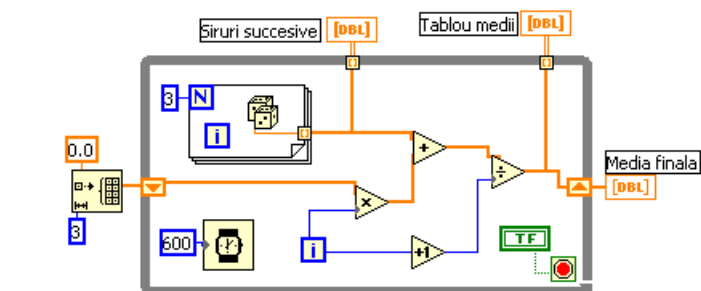 Siruri succesive [DBL]
Tablou medii [DBL]
3 N
i
0.0
3
+
÷
x
600
i
+1
TF
Media finala
[DBL]